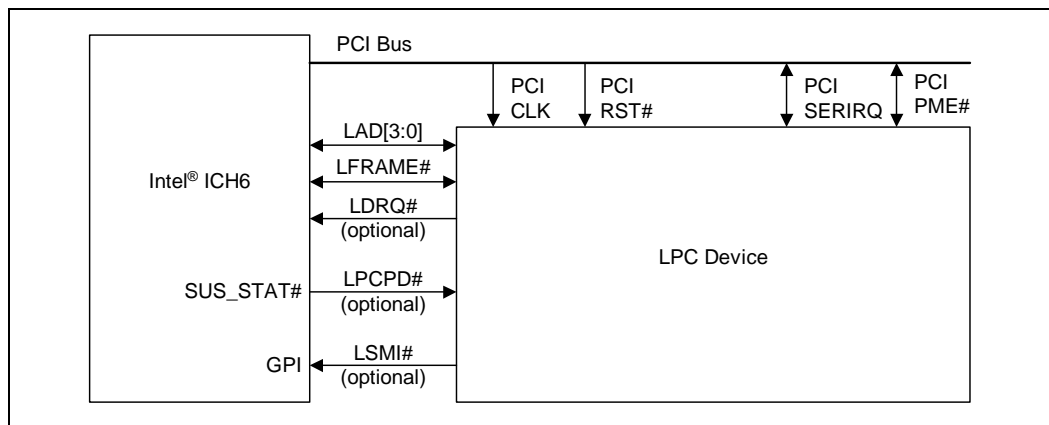 PCI Bus
PCI
CLK
PCI
RST#
PCI
SERIRQ
PCI
PME#
LAD[3:0]
LFRAME#
Intel® ICH6
LDRQ#
(optional)
LPC Device
SUS_STAT#
LPCPD#
(optional)
GPI
LSMI#
(optional)